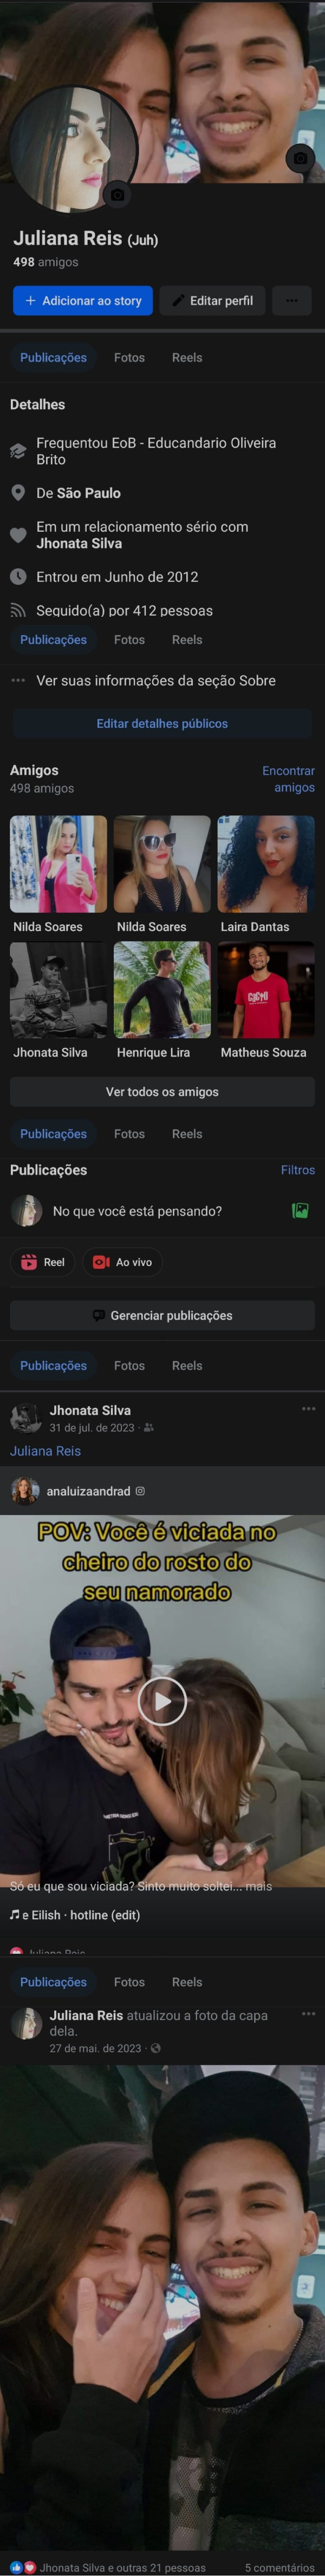 Juliana Reis (Juh)
498 amigos
+ Adicionar ao story
Editar perfil
Publicações Fotos Reels
Detalhes
Frequentou EoB - Educandario Oliveira
Brito
De São Paulo
Em um relacionamento sério com
Jhonata Silva
Entrou em Junho de 2012
Seguido(a) por 412 pessoas
Publicações Fotos Reels
Ver suas informações da seção Sobre
Editar detalhes públicos
Amigos
498 amigos
Encontrar
amigos
Nilda Soares Nilda Soares Laira Dantas
Jhonata Silva Henrique Lira Matheus Souza
Ver todos os amigos
Publicações Fotos Reels
Publicações Filtros
No que você está pensando?
Reel Ao vivo
Gerenciar publicações
Publicações Fotos Reels
Jhonata Silva
31 de jul. de 2023
Juliana Reis
analuizaandrad
POV: Você é viciada no
cheiro do rosto do
seu namorado
Só eu que sou viciada? Sinto muito soltei... mais
e Eilish · hotline (edit)
Juliana Reis
Publicações Fotos Reels
Juliana Reis atualizou a foto da capa
dela.
27 de mai. de 2023
Jhonata Silva e outras 21 pessoas 5 comentários